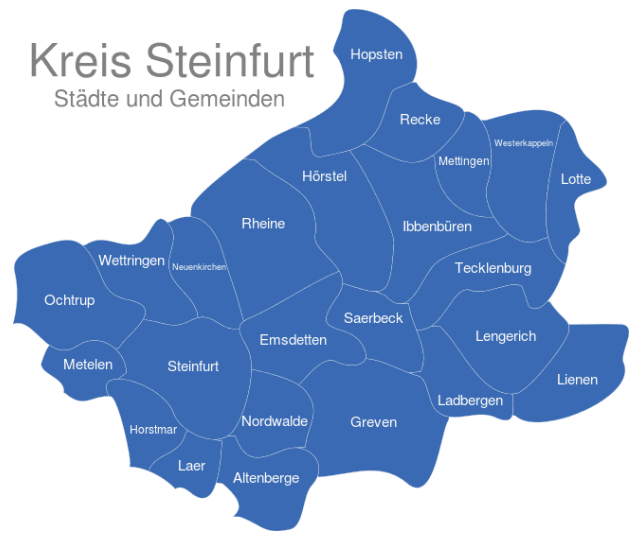 Kreis Steinfurt
Städte und Gemeinden
Hopsten
Recke
Westerkappeln
Mettingen
Hörstel
Lotte
Rheine
Ibbenbüren
Wettringen
Neuenkirchen
Tecklenburg
Ochtrup
Saerbeck
Emsdetten
Lengerich
Metelen
Steinfurt
Lienen
Ladbergen
Nordwalde
Greven
Horstmar
Laer
Altenberge